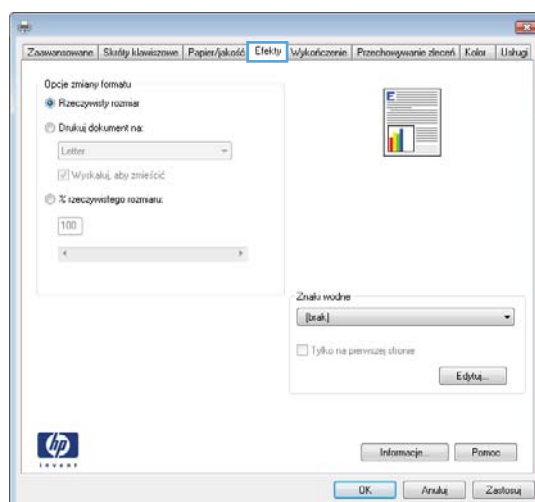 Zaawansowane Skróty klawiszowe Papier/jakość Efekty Wykończenie Przechowywanie zleceń Kolor Usługi
Opcje zmiany formatu
Rzeczywisty rozmiar
Drukuj dokument na:
Letter
Wyskaluj, aby zmieścić
% rzeczywistego rozmiaru:
100
E
Znaki wodne
[brak]
Tylko na pierwszej stronie
Edytuj...
hp
invent
Informacje... Pomoc
OK Anuluj Zastosuj